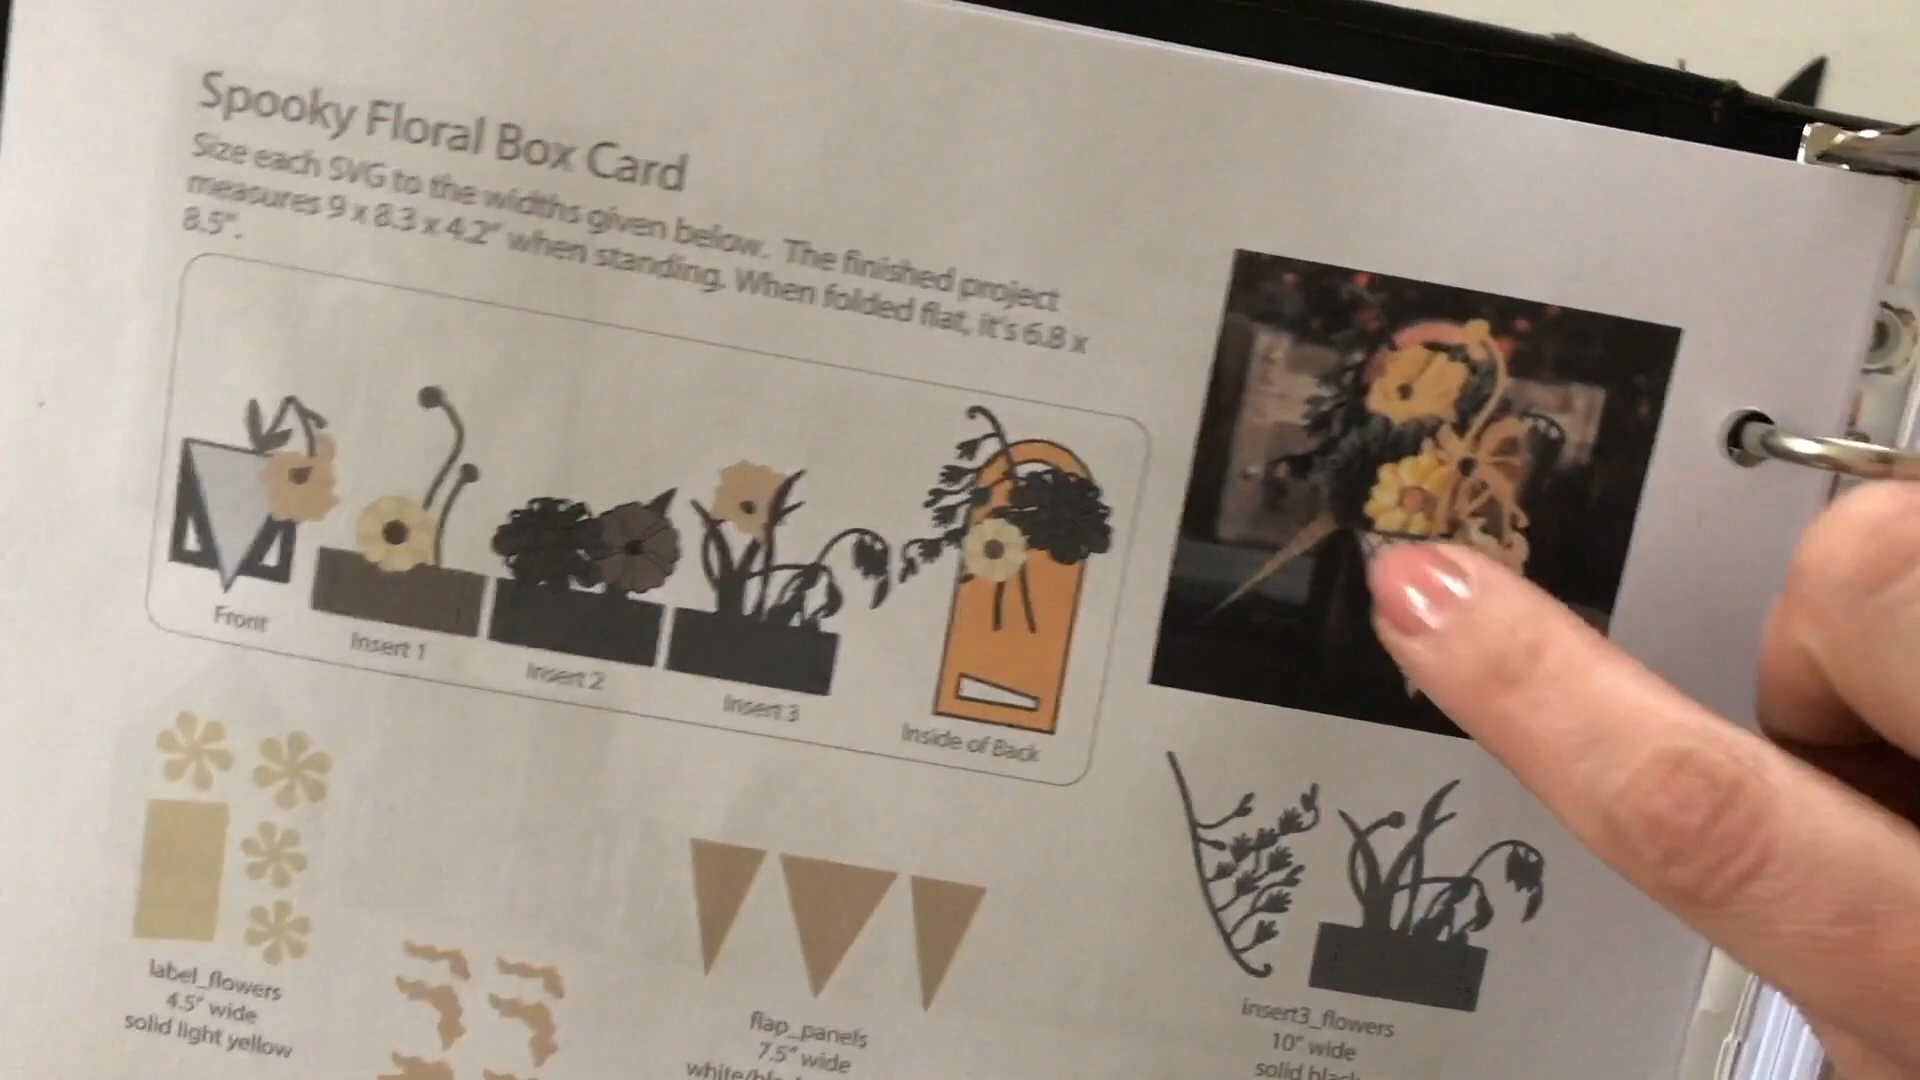 Spooky Floral Box Card
Size each SVG to the widths given below. The finished project
measures 9 x 8.3 x 4.2" when standing. When folded flat, it's 6.8 x
8.5".
Front
Insert 1
Insert 2
Insert 3
Inside of Back
label_flowers
4.5" wide
solid light yellow
flap_panels
7.5" wide
insert3_flowers
10" wide
solid